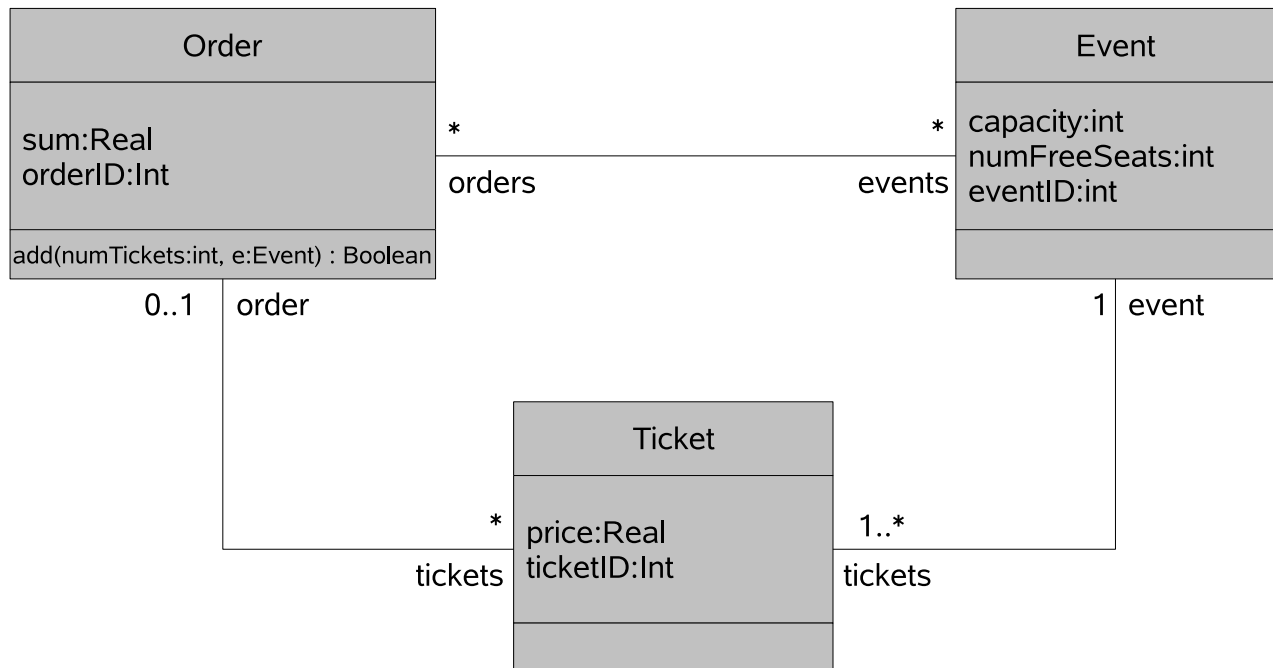 Order
sum:Real
orderID:Int
add(numTickets:int, e:Event) : Boolean
Event
capacity:int
numFreeSeats:int
eventID:int
*
*
orders
events
0..1
order
1
event
Ticket
price:Real
ticketID:Int
*
tickets
1..*
tickets